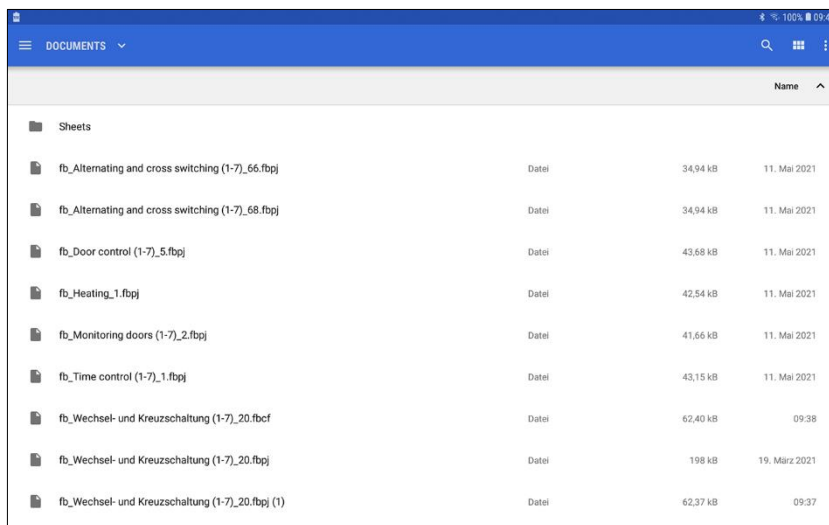 100% 09:4
DOCUMENTS
Name
Sheets
fb_Alternating and cross switching (1-7)_66.fbpj Datei 34,94 kB 11. Mai 2021
fb_Alternating and cross switching (1-7)_68.fbpj Datei 34,94 kB 11. Mai 2021
fb_Door control (1-7)_5.fbpj Datei 43,68 kB 11. Mai 2021
fb_Heating_1.fbpj Datei 42,54 kB 11. Mai 2021
fb_Monitoring doors (1-7)_2.fbpj Datei 41,66 kB 11. Mai 2021
fb_Time control (1-7)_1.fbpj Datei 43,15 kB 11. Mai 2021
fb_Wechsel- und Kreuzschaltung (1-7)_20.fbcf Datei 62,40 kB 09:38
fb_Wechsel- und Kreuzschaltung (1-7)_20.fbpj Datei 198 kB 19. März 2021
fb_Wechsel- und Kreuzschaltung (1-7)_20.fbpj (1) Datei 62,37 kB 09:37